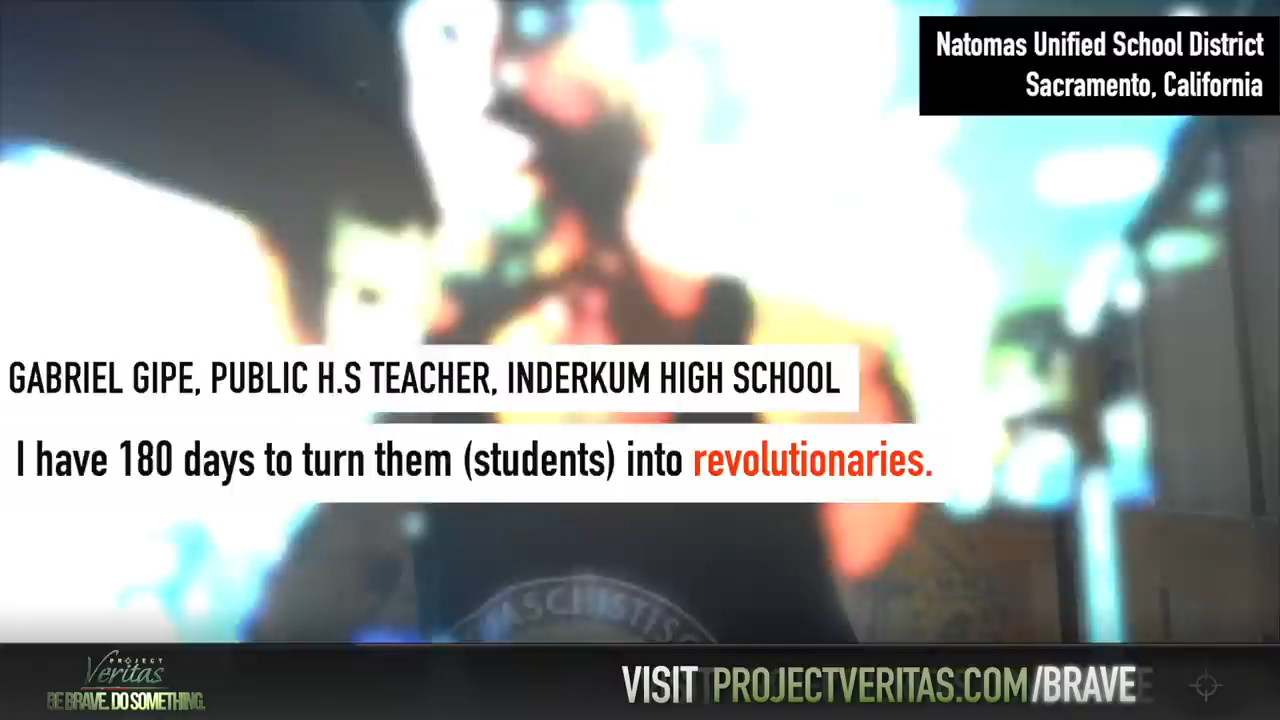 Natomas Unified School District
Sacramento, California
GABRIEL GIPE, PUBLIC H.S TEACHER, INDERKUM HIGH SCHOOL
I have 180 days to turn them (students) into revolutionaries.
PROJECT
Veritas
BE BRAVE. DO SOMETHING.
VISIT PROJECTVERITAS.COM/BRAVE